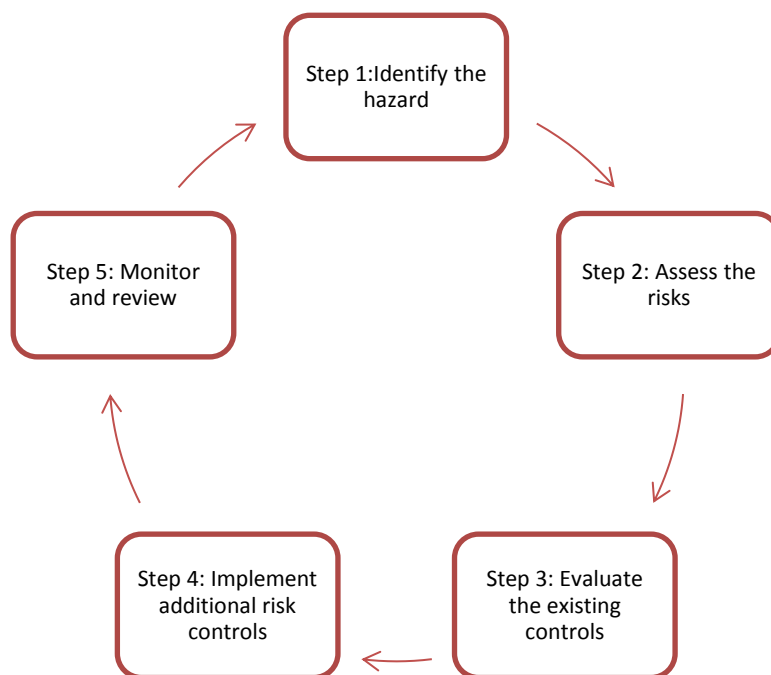 Step 1:Identify the
hazard
Step 2: Assess the
risks
Step 3: Evaluate
the existing
controls
Step 4: Implement
additional risk
controls
Step 5: Monitor
and review